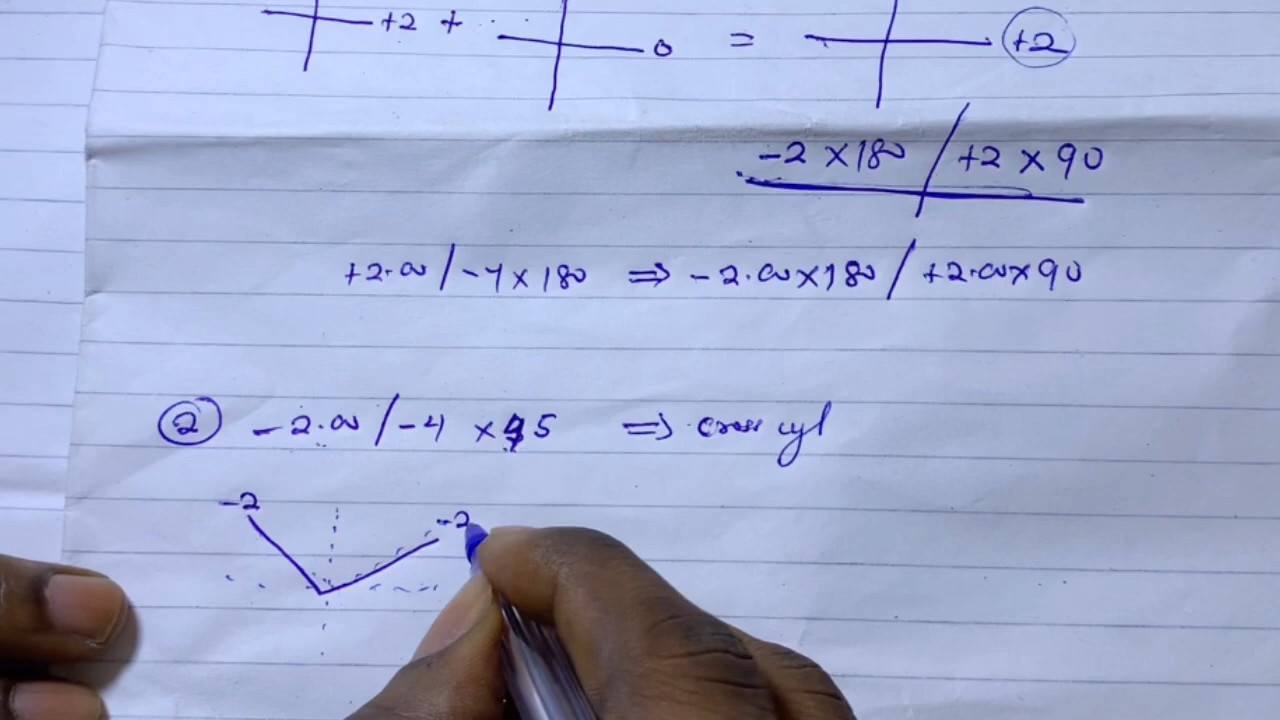 +2 + 0 = +2
-2 × 180 / +2 × 90
+2.00 / -4 × 180 ⇒ -2.00 × 180 / +2.00 × 90
② -2.00 / -4 × 45 ⇒ cross cyl
-2 -2